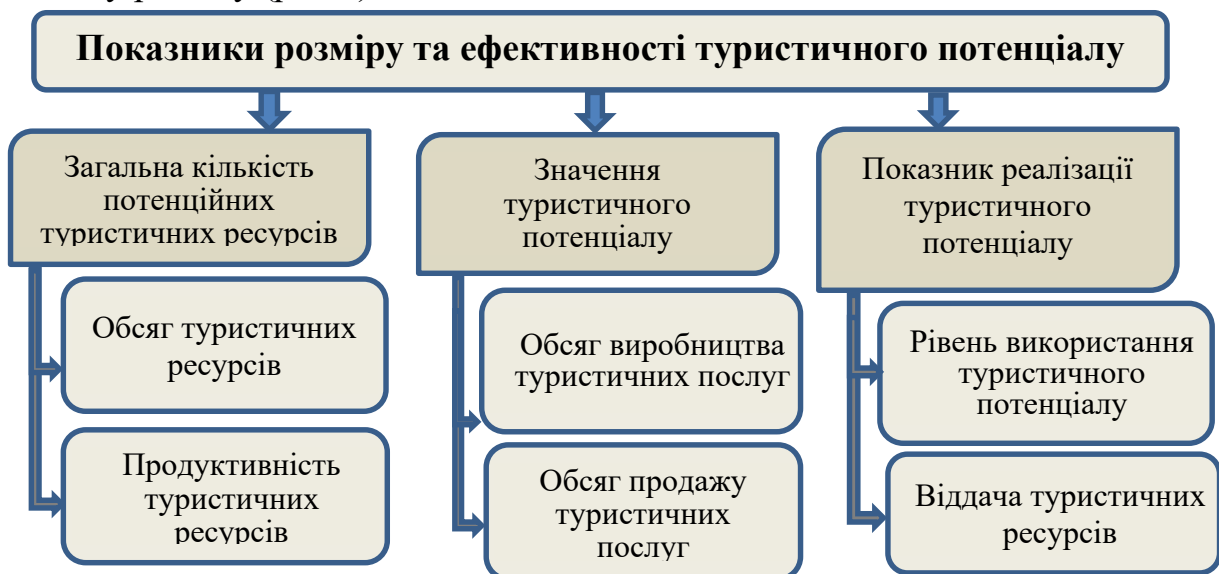 Показники розміру та ефективності туристичного потенціалу
Загальна кількість
потенційних
туристичних ресурсів
Обсяг туристичних
ресурсів
Продуктивність
туристичних
ресурсів
Значення
туристичного
потенціалу
Обсяг виробництва
туристичних послуг
Обсяг продажу
туристичних
послуг
Показник реалізації
туристичного
потенціалу
Рівень використання
туристичного
потенціалу
Віддача туристичних
ресурсів